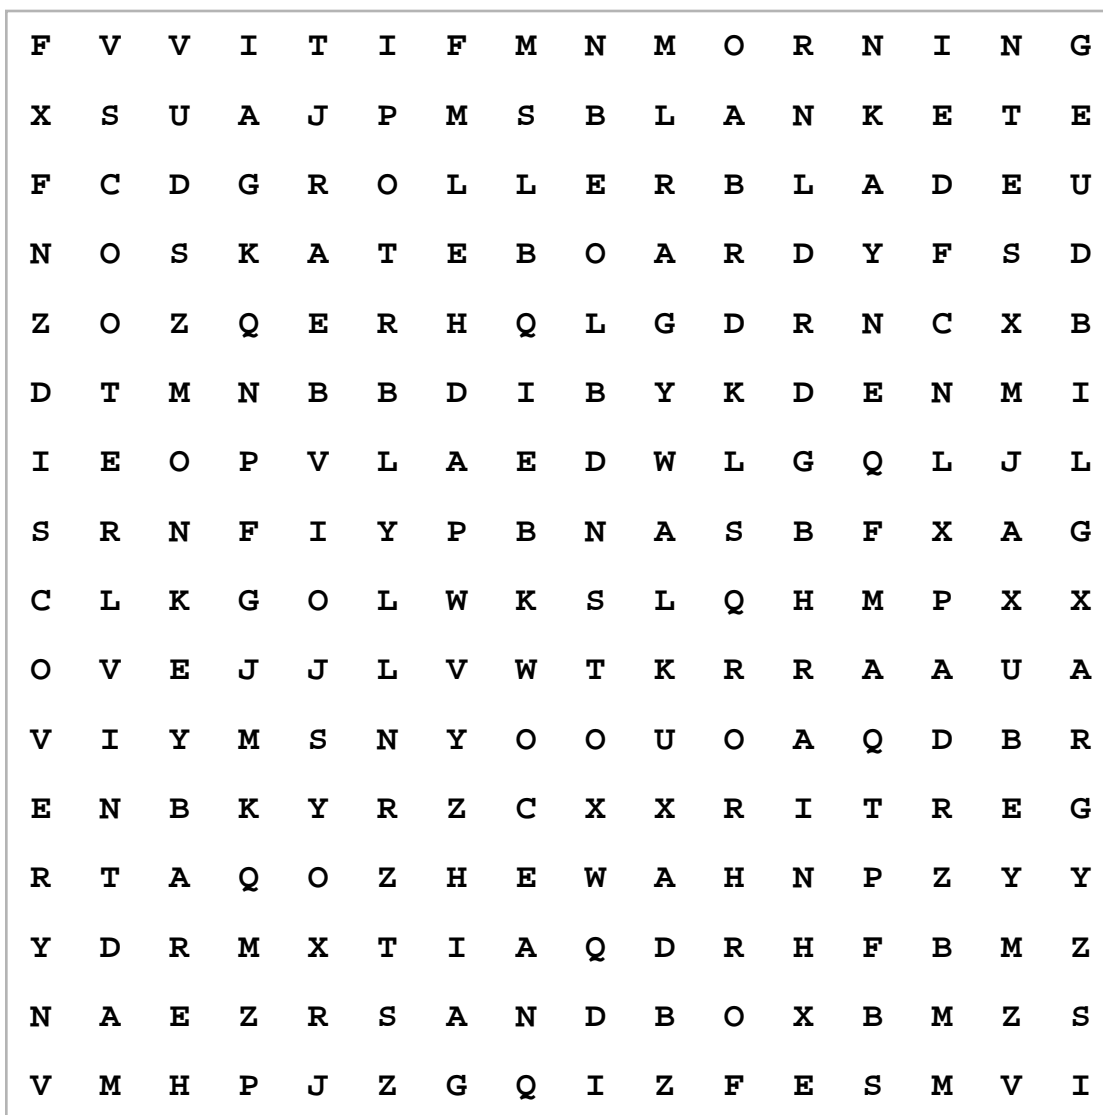 F V V I T I F M N M O R N I N G
X S U A J P M S B L A N K E T E
F C D G R O L L E R B L A D E U
N O S K A T E B O A R D Y F S D
Z O Z Q E R H Q L G D R N C X B
D T M N B B D I B Y K D E N M I
I E O P V L A E D W L G Q L J L
S R N F I Y P B N A S B F X A G
C L K G O L W K S L Q H M P X X
O V E J J L V W T K R R A A U A
V I Y M S N Y O O U O A Q D B R
E N B K Y R Z C X X R I T R E G
R T A Q O Z H E W A H N P Z Y Y
Y D R M X T I A Q D R H F B M Z
N A E Z R S A N D B O X B M Z S
V M H P J Z G Q I Z F E S M V I